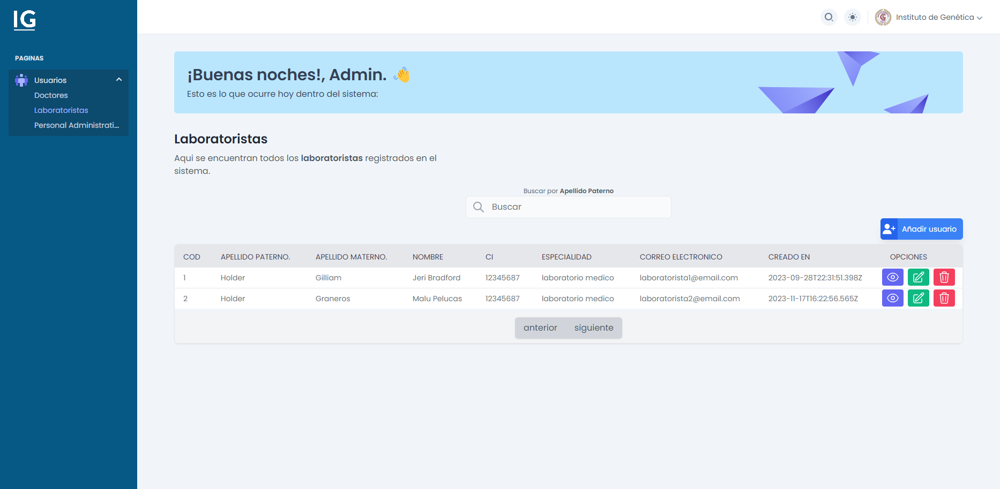 IG
Instituto de Genética
PAGINAS
Usuarios
Doctores
Laboratoristas
Personal Administrati...
¡Buenas noches!, Admin. 👋
Esto es lo que ocurre hoy dentro del sistema:
Laboratoristas
Aqui se encuentran todos los laboratoristas registrados en el
sistema.
Buscar por Apellido Paterno
Buscar
Añadir usuario
COD APELLIDO PATERNO. APELLIDO MATERNO. NOMBRE CI ESPECIALIDAD CORREO ELECTRONICO CREADO EN OPCIONES
1 Holder Gilliam Jeri Bradford 12345687 laboratorio medico laboratorista1@email.com 2023-09-28T22:31:51.398Z
2 Holder Graneros Malu Pelucas 12345687 laboratorio medico laboratorista2@email.com 2023-11-17T16:22:56.565Z
anterior siguiente